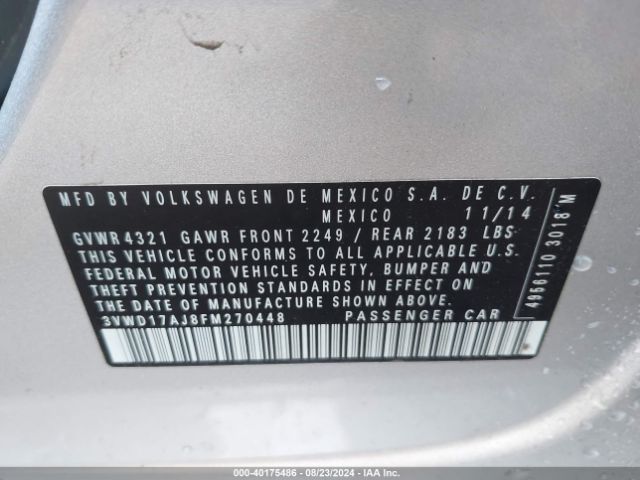 MFD BY VOLKSWAGEN DE MEXICO S.A. DE C.V.
MEXICO 11/14
GVWR 4321 GAWR FRONT 2249 / REAR 2183 LBS
THIS VEHICLE CONFORMS TO ALL APPLICABLE U.S.
FEDERAL MOTOR VEHICLE SAFETY, BUMPER AND
THEFT PREVENTION STANDARDS IN EFFECT ON
THE DATE OF MANUFACTURE SHOWN ABOVE.
3VWD17AJ8FM270448 PASSENGER CAR
4956110 3018 M
000-40175486 - 08/23/2024 - IAAI.com